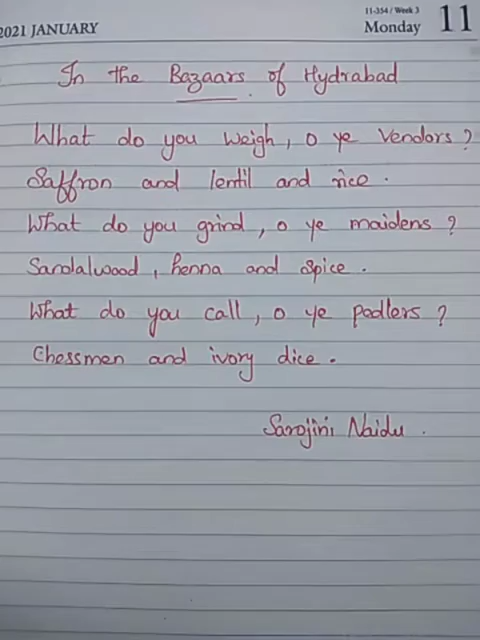 2021 JANUARY
11-354 / Week 3
Monday 11
In the Bazaars of Hydrabad
What do you weigh, o ye vendors?
Saffron and lentil and rice.
What do you grind, o ye maidens?
Sandalwood, henna and spice.
What do you call, o ye pedlers?
Chessmen and ivory dice.
Sarojini Naidu.